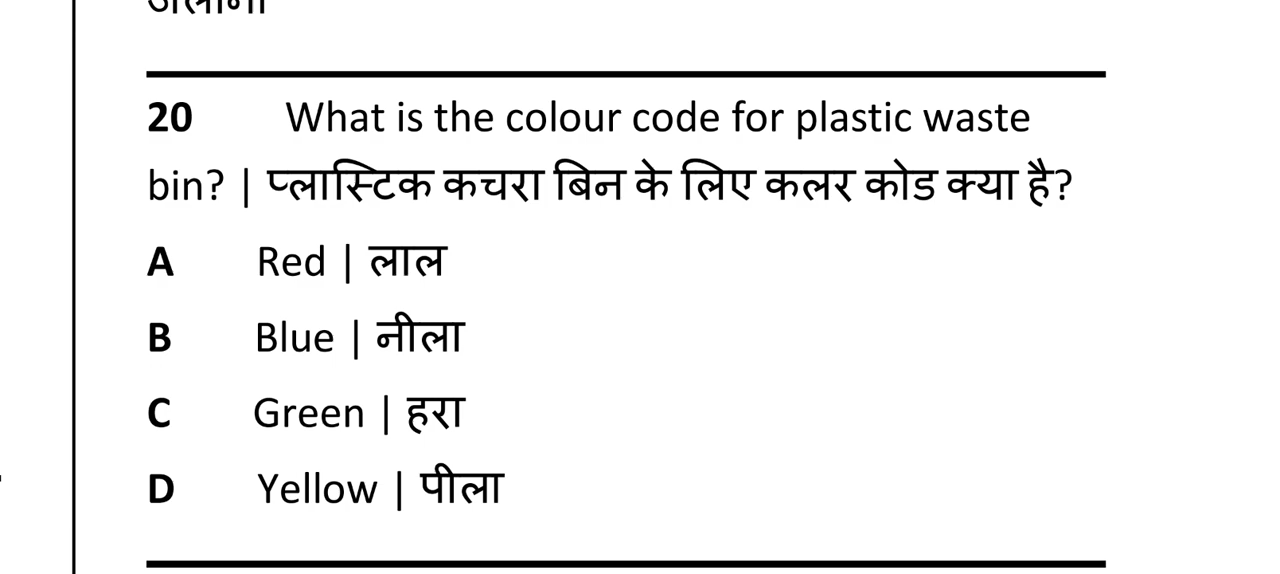 20 What is the colour code for plastic waste
bin? | प्लास्टिक कचरा बिन के लिए कलर कोड क्या है?
A Red | लाल
B Blue | नीला
C Green | हरा
D Yellow | पीला